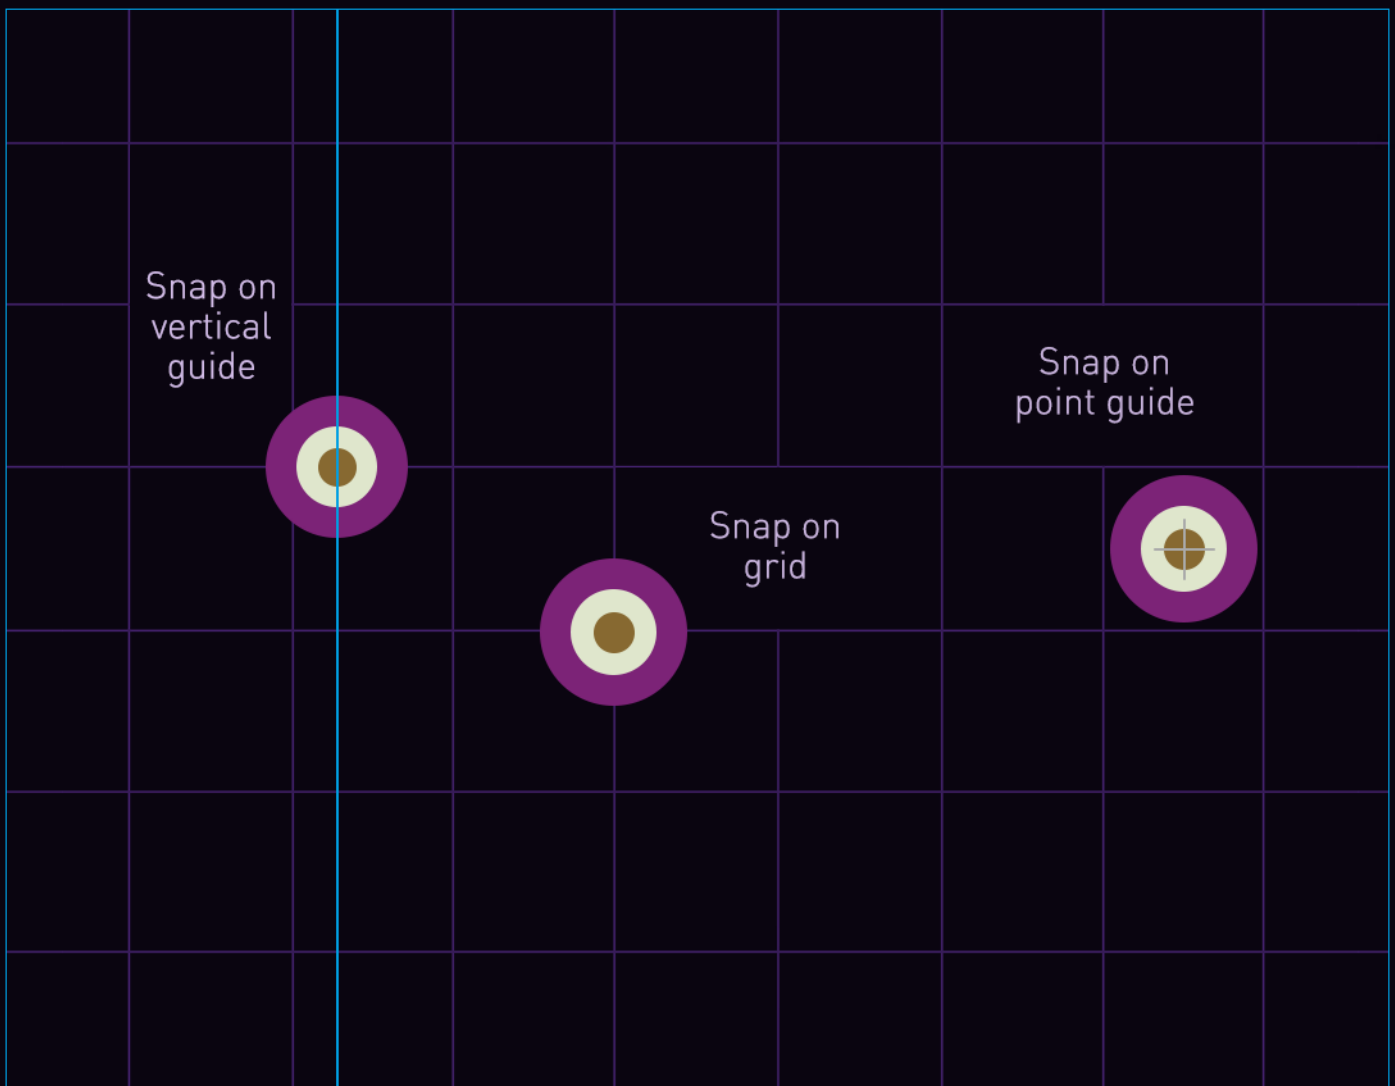 Snap on
vertical
guide
Snap on
grid
Snap on
point guide